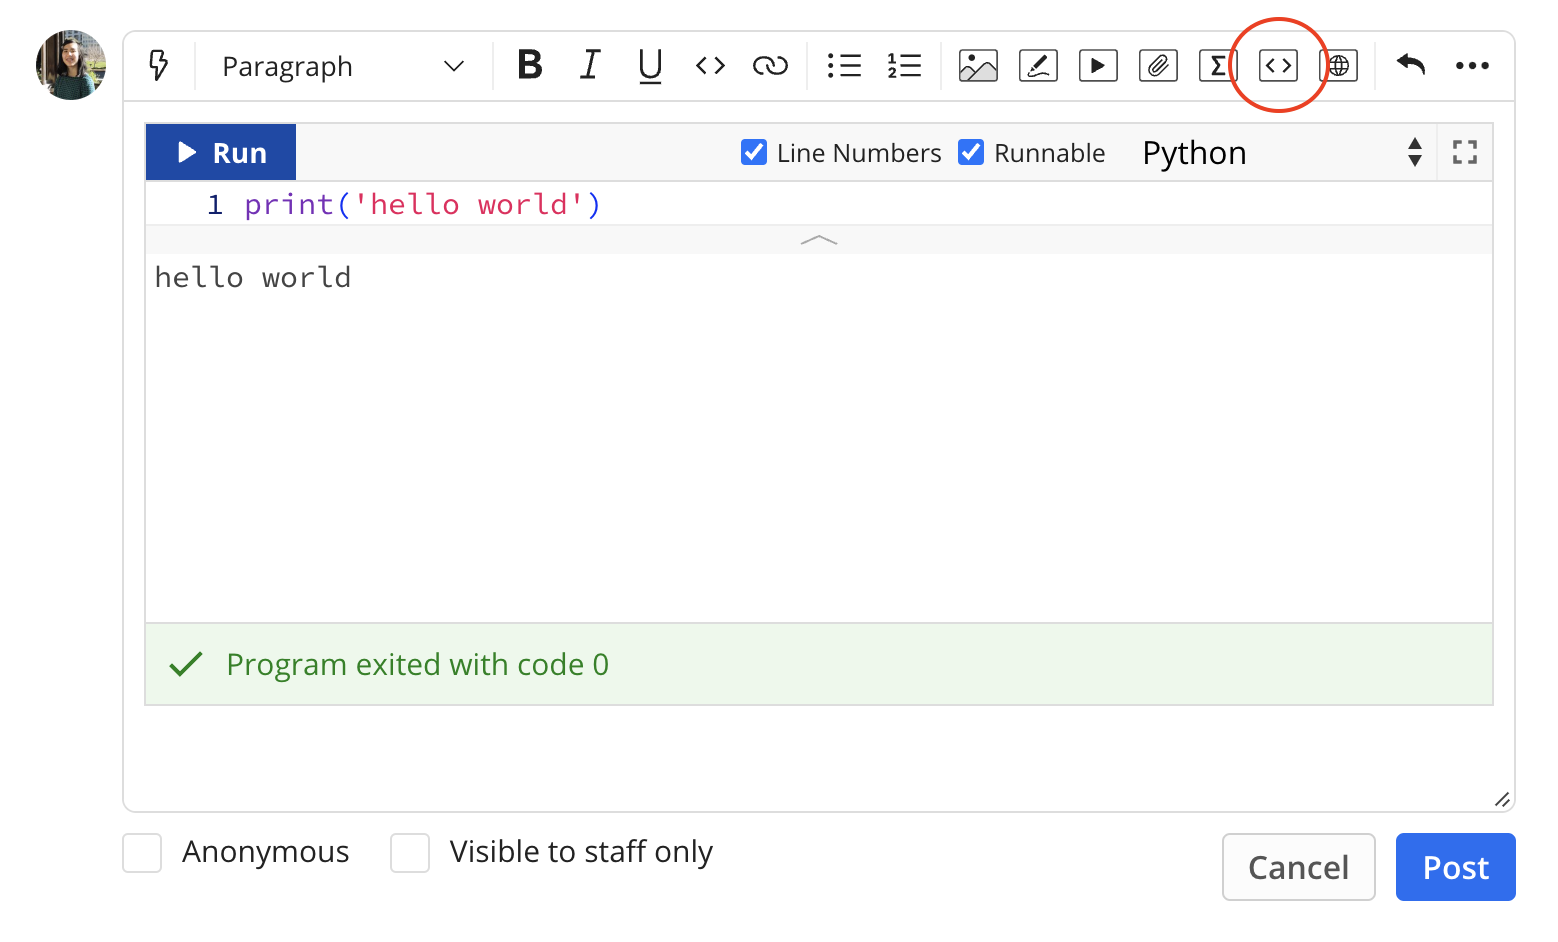 Paragraph B I U
Run Line Numbers Runnable Python
1 print('hello world')
hello world
Program exited with code 0
Anonymous Visible to staff only Cancel Post